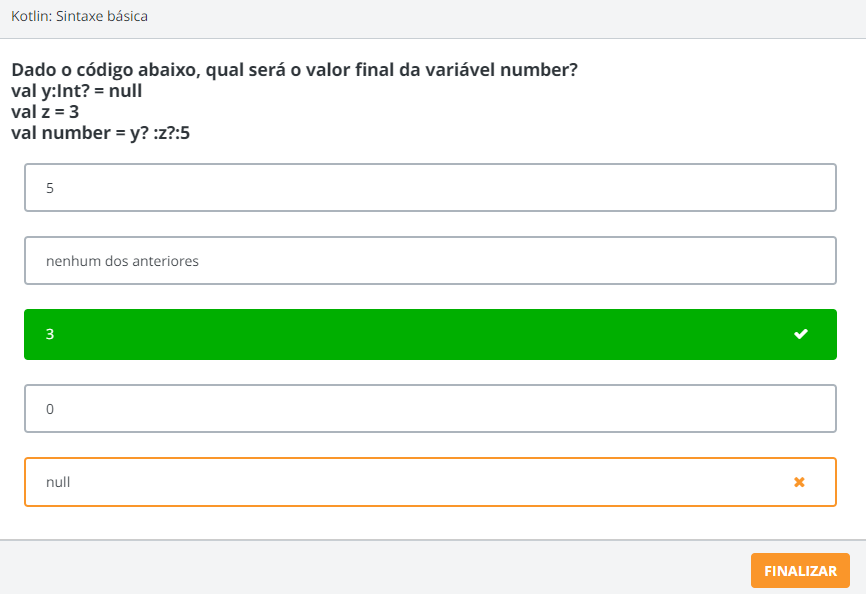 Kotlin: Sintaxe básica
Dado o código abaixo, qual será o valor final da variável number?
val y:Int? = null
val z = 3
val number = y? :z?:5
5
nenhum dos anteriores
3
0
null
FINALIZAR